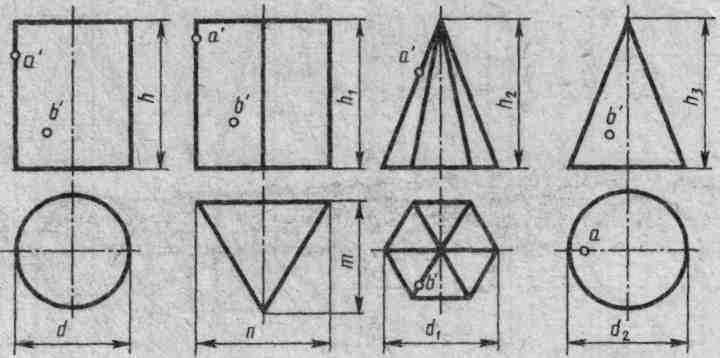 a'
b'
h
a'
b'
h₁
a'
h₂
b'
h₃
d
m
n
b
d₁
a
d₂